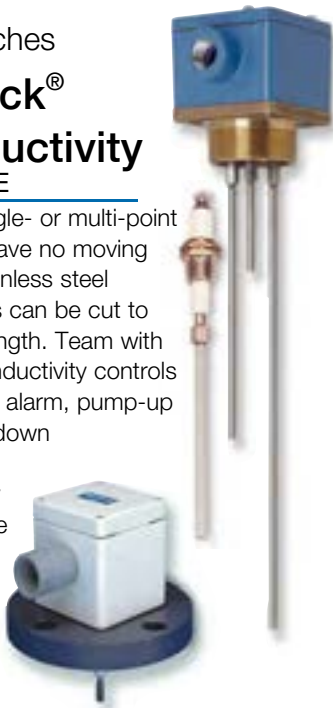 ches
ck®
uctivity
E
gle- or multi-point
ave no moving
nless steel
s can be cut to
ngth. Team with
nductivity controls
alarm, pump-up
down
e